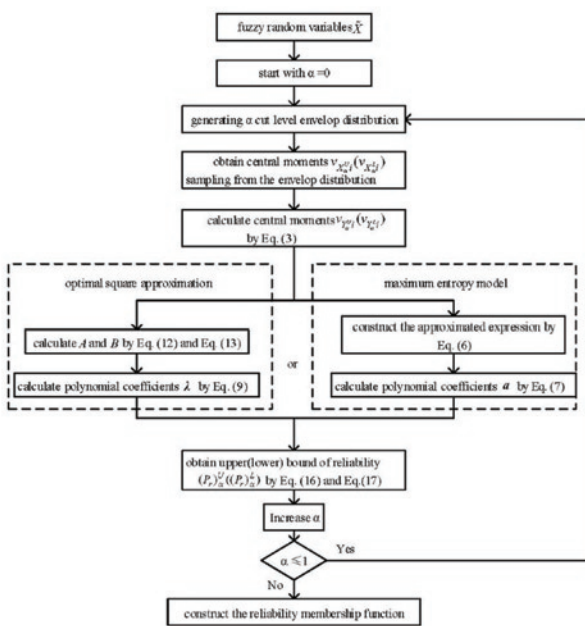 fuzzy random variables X̃
start with α =0
generating α cut level envelop distribution
obtain central moments v_{X_α^U i}(v_{X_α^L i})
sampling from the envelop distribution
calculate central moments v_{Y_α^U i}(v_{Y_α^L i})
by Eq. (3)
optimal square approximation
calculate A and B by Eq. (12) and Eq. (13)
calculate polynomial coefficients λ by Eq. (9)
or
maximum entropy model
construct the approximated expression by
Eq. (6)
calculate polynomial coefficients a by Eq. (7)
obtain upper(lower) bound of reliability
(P_r)_α^U((P_r)_α^L) by Eq. (16) and Eq.(17)
Increase α
α ⩽1
Yes
No
construct the reliability membership function